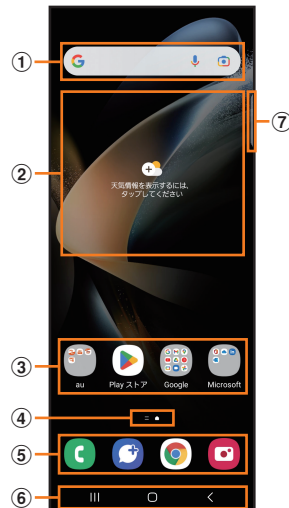 ①
⑦
②
天気情報を表示するには、
タップしてください
③
au
Play ストア
Google
Microsoft
④
⑤
⑥